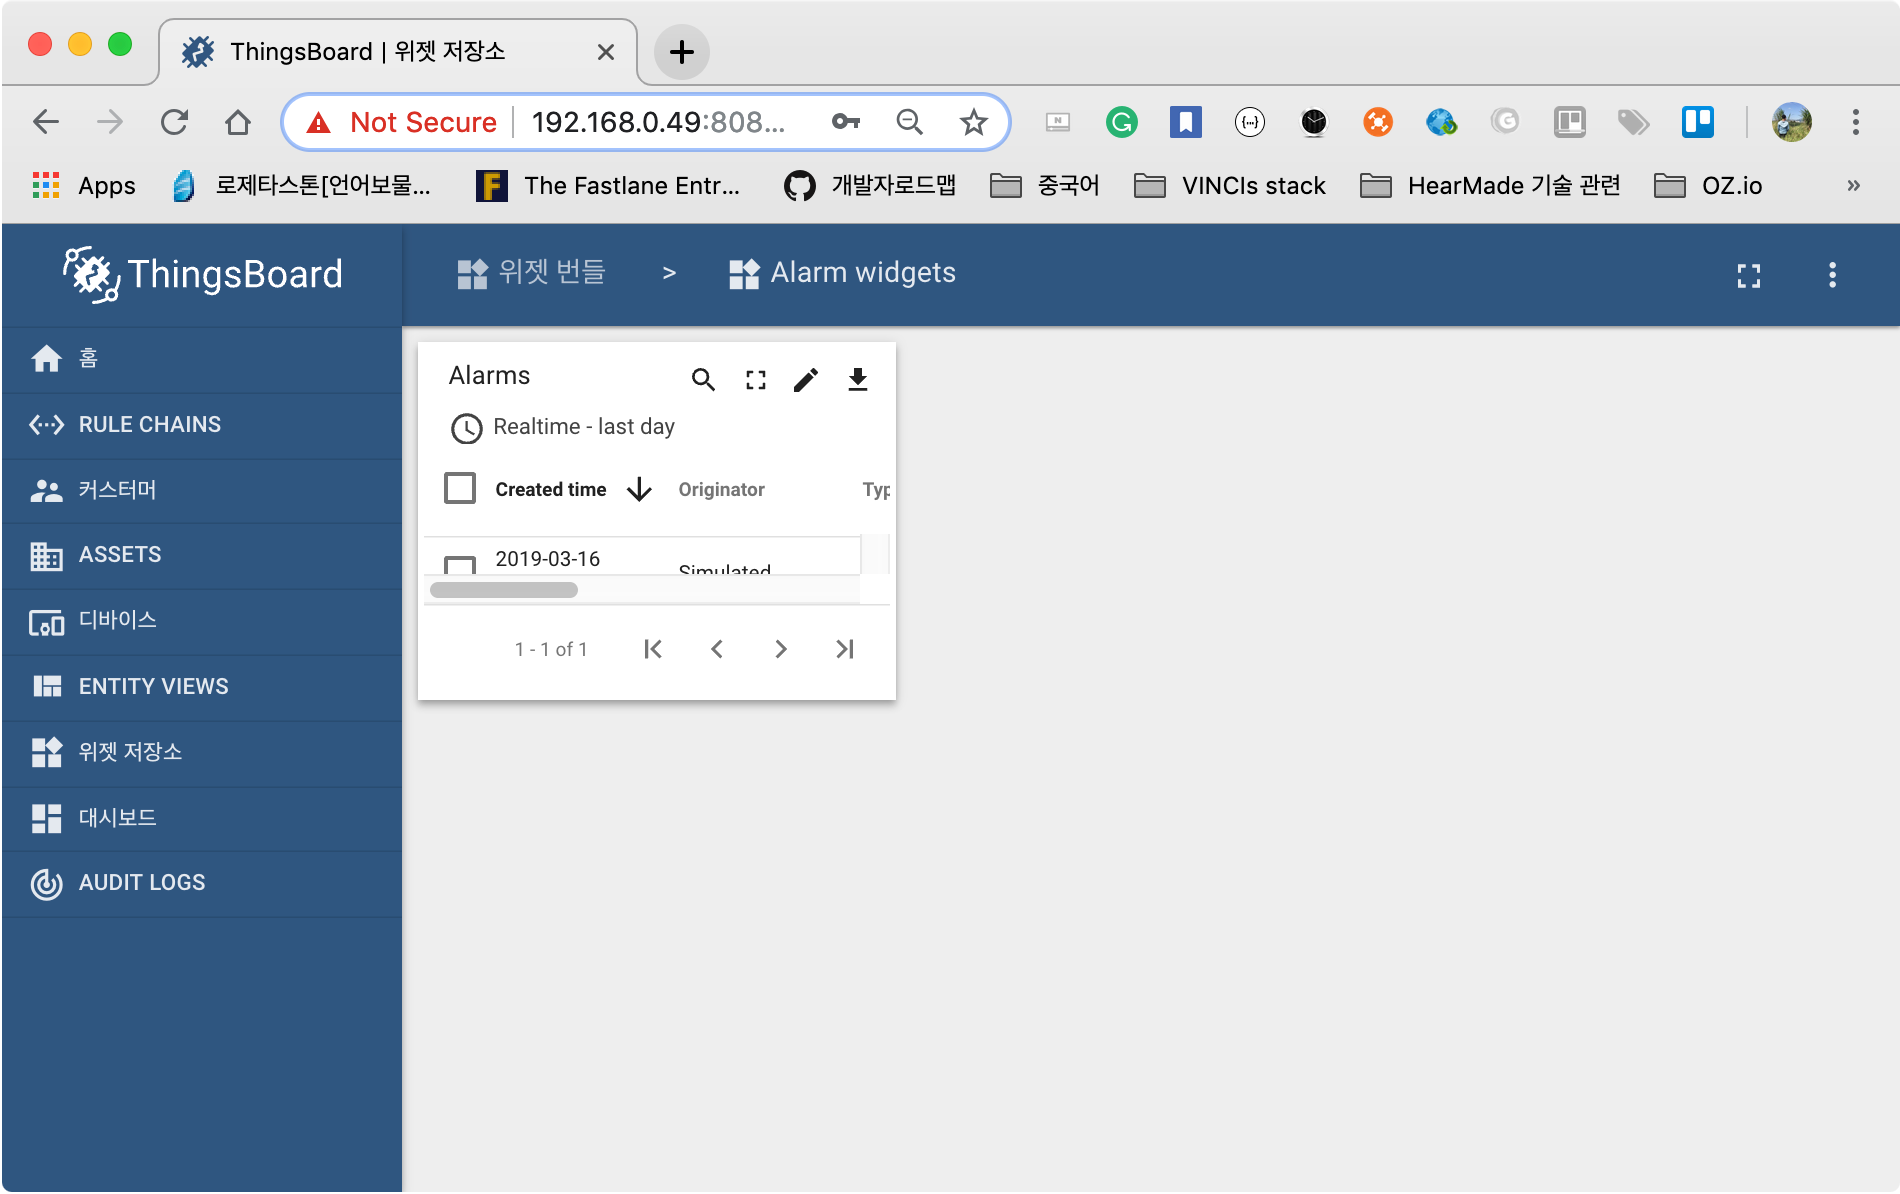 ThingsBoard | 위젯 저장소
Not Secure
192.168.0.49:808...
Apps
로제타스톤[언어보물...
The Fastlane Entr...
개발자로드맵
중국어
VINCIs stack
HearMade 기술 관련
OZ.io
»
ThingsBoard
위젯 번들
>
Alarm widgets
홈
RULE CHAINS
커스터머
ASSETS
디바이스
ENTITY VIEWS
위젯 저장소
대시보드
AUDIT LOGS
Alarms
Realtime - last day
Created time
Originator
Typ
2019-03-16
Simulated
1 - 1 of 1